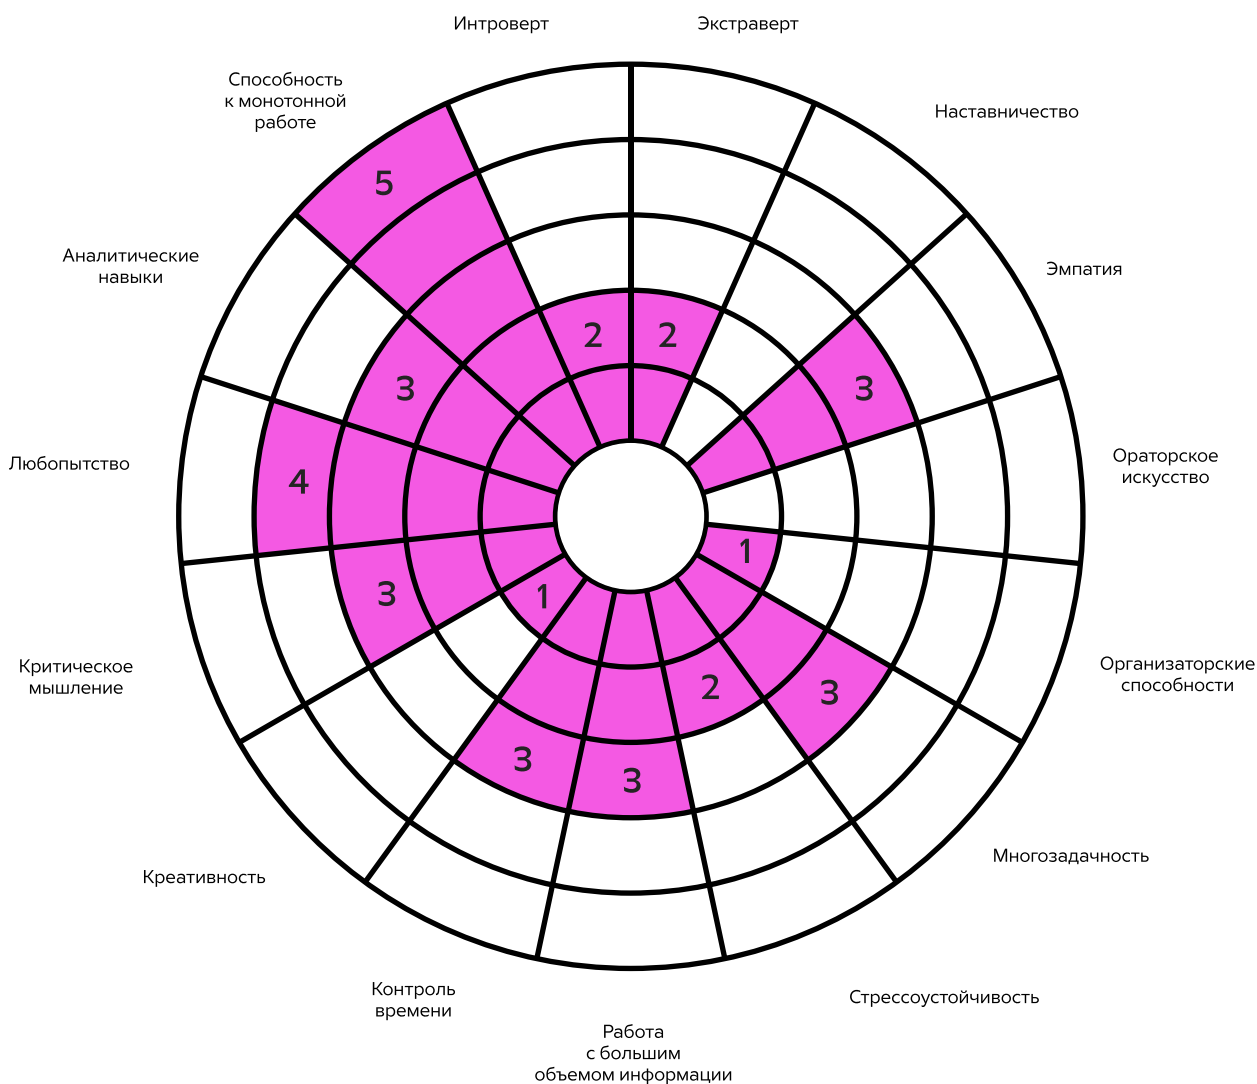 Интроверт
Экстраверт
Способность
к монотонной
работе
Наставничество
5
Аналитические
навыки
Эмпатия
2
2
3
3
Любопытство
Ораторское
искусство
4
1
3
1
Критическое
мышление
Организаторские
способности
2
3
3
3
Многозадачность
Креативность
Контроль
времени
Стрессоустойчивость
Работа
с большим
объемом информации